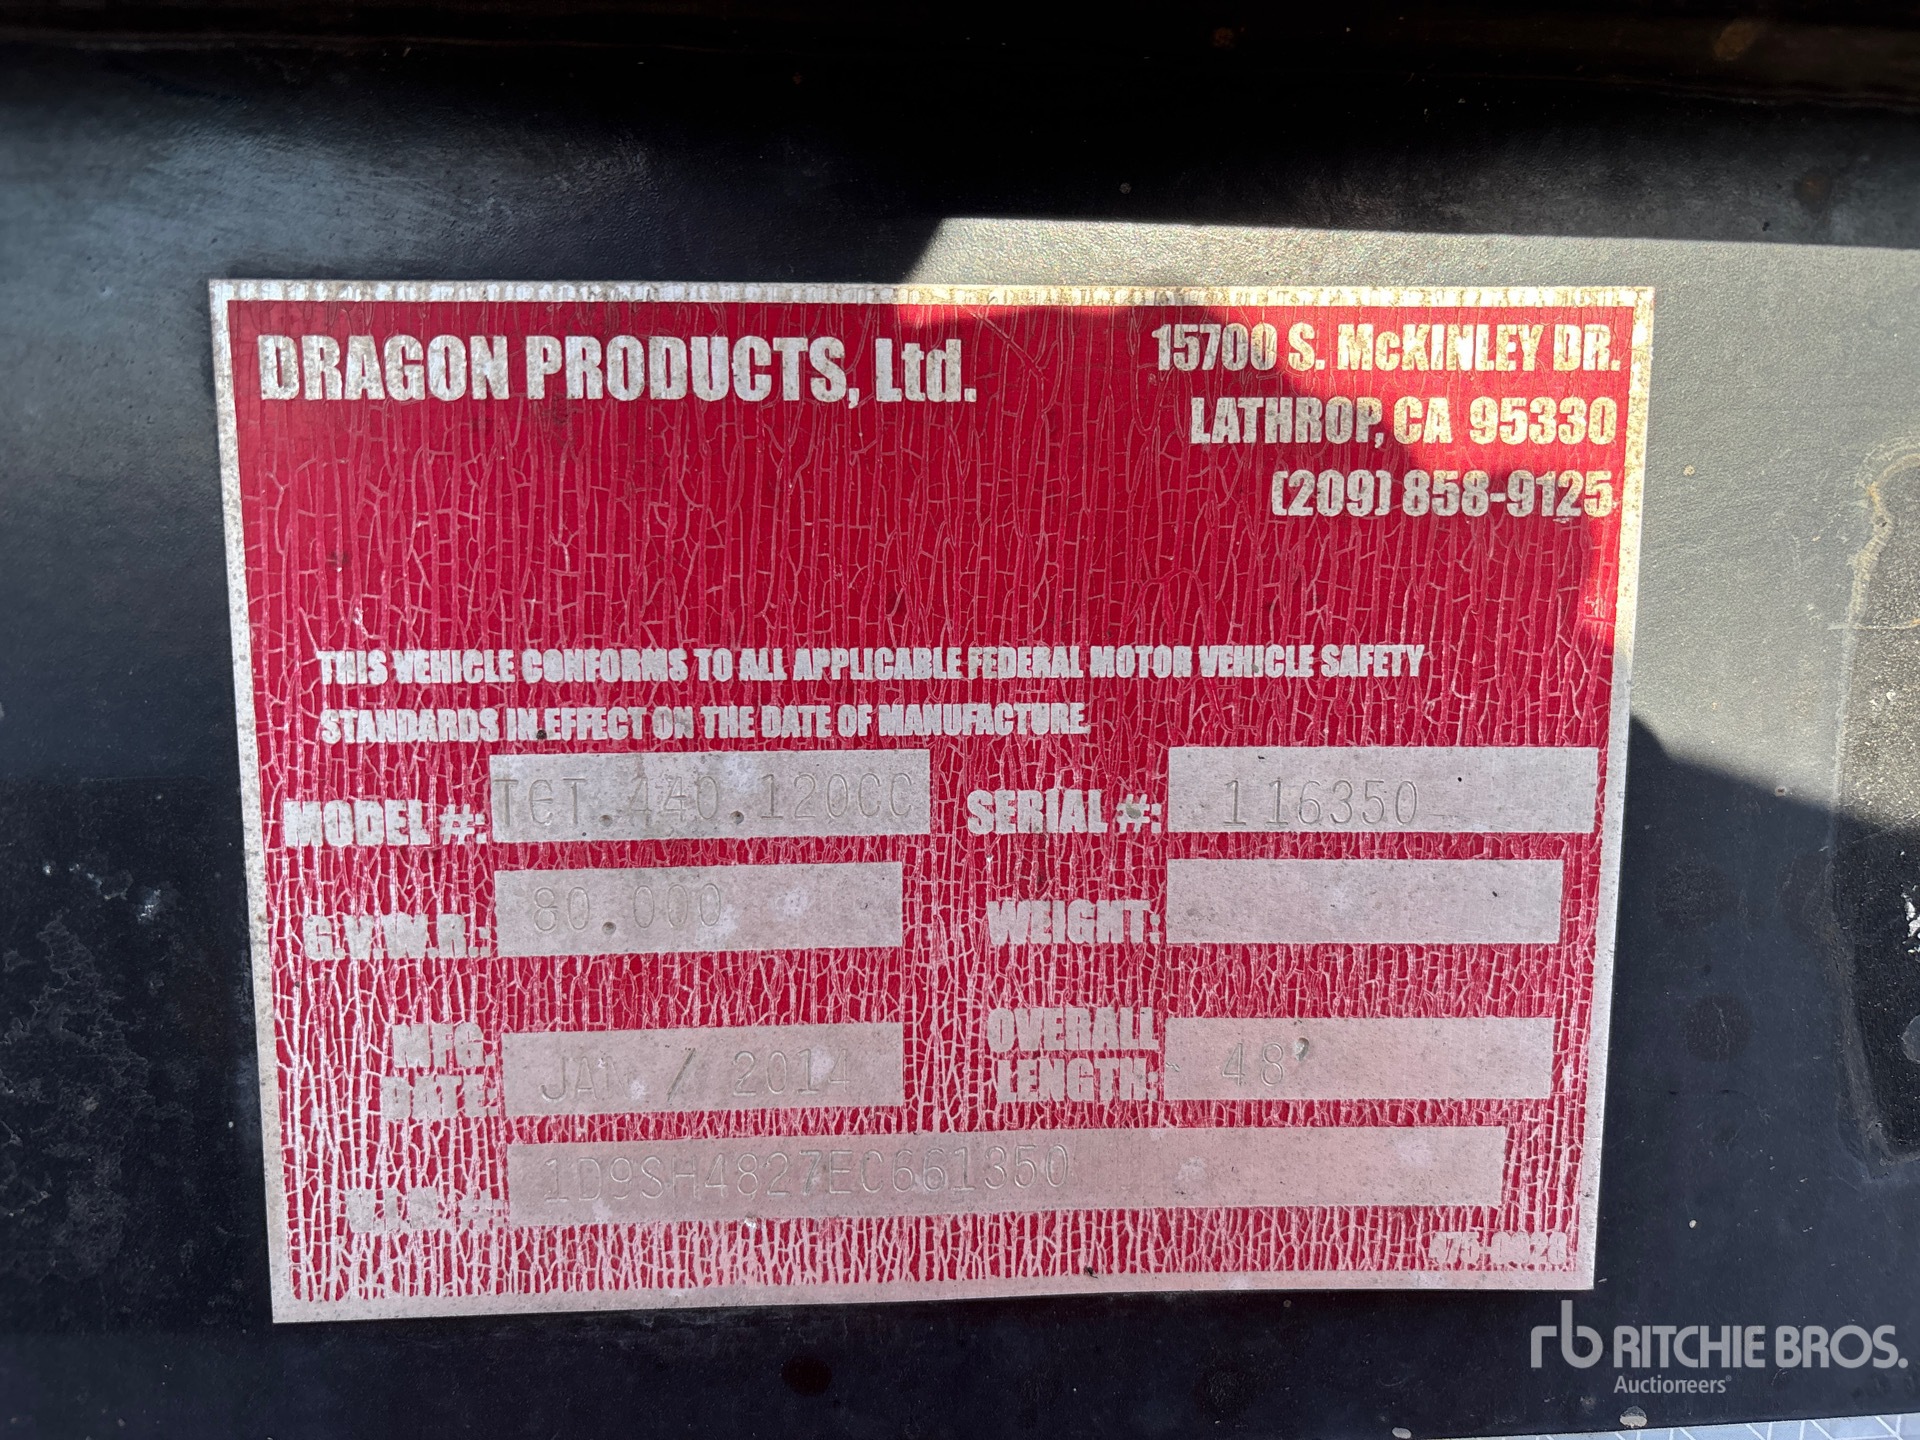 DRAGON PRODUCTS, Ltd.
15700 S. McKINLEY DR.
LATHROP, CA 95330
(209) 858-9125
THIS VEHICLE CONFORMS TO ALL APPLICABLE FEDERAL MOTOR VEHICLE SAFETY
STANDARDS IN EFFECT ON THE DATE OF MANUFACTURE.
MODEL #: TGT.440.120CC SERIAL #: 116350
G.V.W.R.: 80.000 WEIGHT:
MFG. DATE JAN / 2014 OVERALL LENGTH: 48'
1D9SH4827EC661350
rb RITCHIE BROS.
Auctioneers